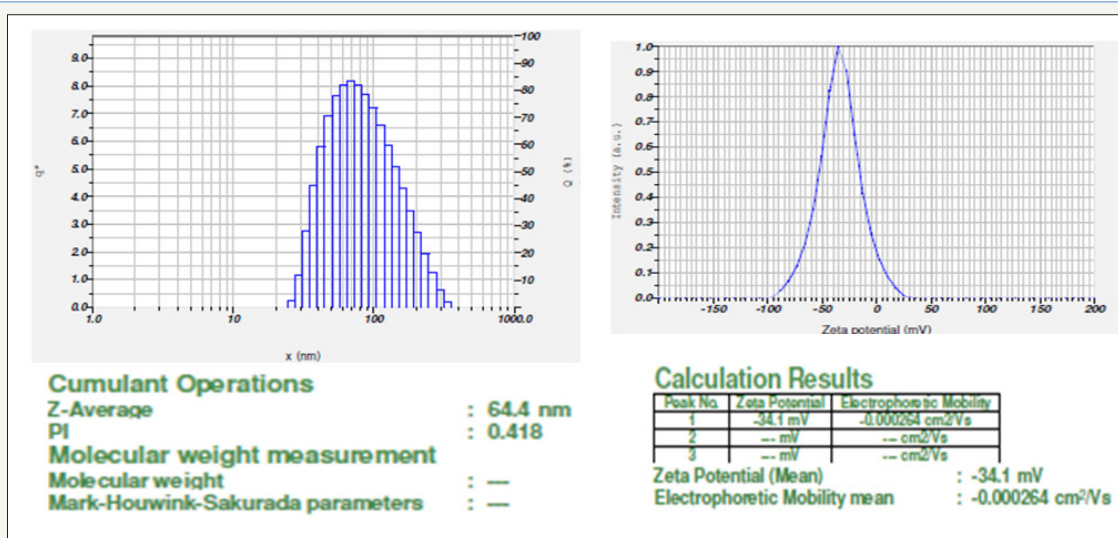 100
9.0
90
8.0
80
7.0
70
6.0
60
5.0
50
4.0
40
3.0
30
2.0
20
1.0
10
0.0
0
1.0 10 100 1000.0
q*
Q (%)
x (nm)
1.0
0.9
0.8
0.7
0.6
0.5
0.4
0.3
0.2
0.1
0.0
-150 -100 -50 0 50 100 150 200
Intensity (a.u.)
Zeta potential (mV)
Cumulant Operations
Z-Average : 64.4 nm
PI : 0.418
Molecular weight measurement
Molecular weight : ---
Mark-Houwink-Sakurada parameters : ---
Calculation Results
Peak No. Zeta Potential Electrophoretic Mobility
1 -34.1 mV -0.000264 cm2/Vs
2 --- mV --- cm2/Vs
3 --- mV --- cm2/Vs
Zeta Potential (Mean) : -34.1 mV
Electrophoretic Mobility mean : -0.000264 cm²/Vs